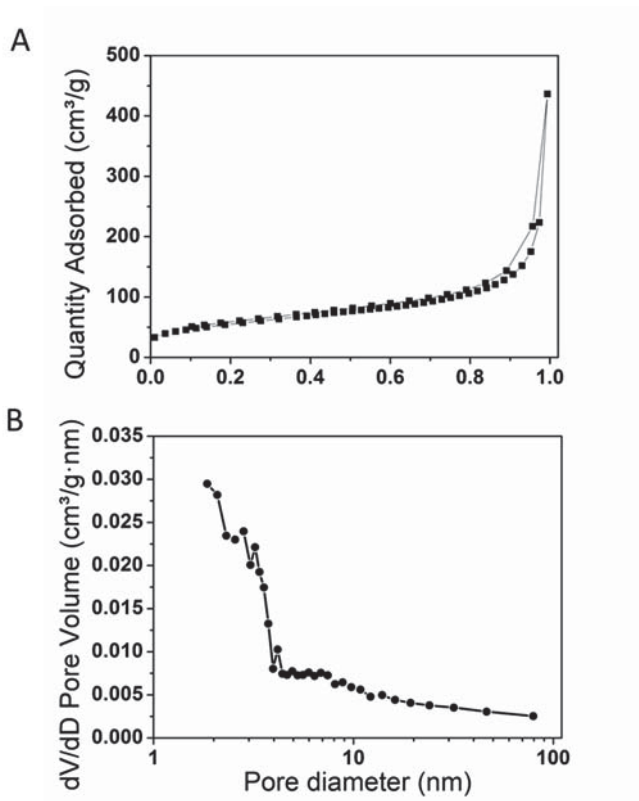 A
Quantity Adsorbed (cm³/g)
500
400
300
200
100
0
0.0 0.2 0.4 0.6 0.8 1.0
B
dV/dD Pore Volume (cm³/g·nm)
0.035
0.030
0.025
0.020
0.015
0.010
0.005
0.000
1 10 100
Pore diameter (nm)